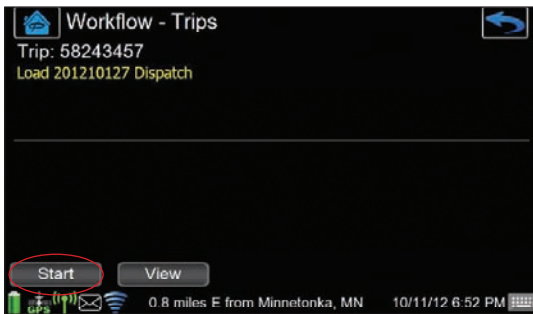 Workflow - Trips
Trip: 58243457
Load 201210127 Dispatch
Start View
GPS 0.8 miles E from Minnetonka, MN 10/11/12 6:52 PM